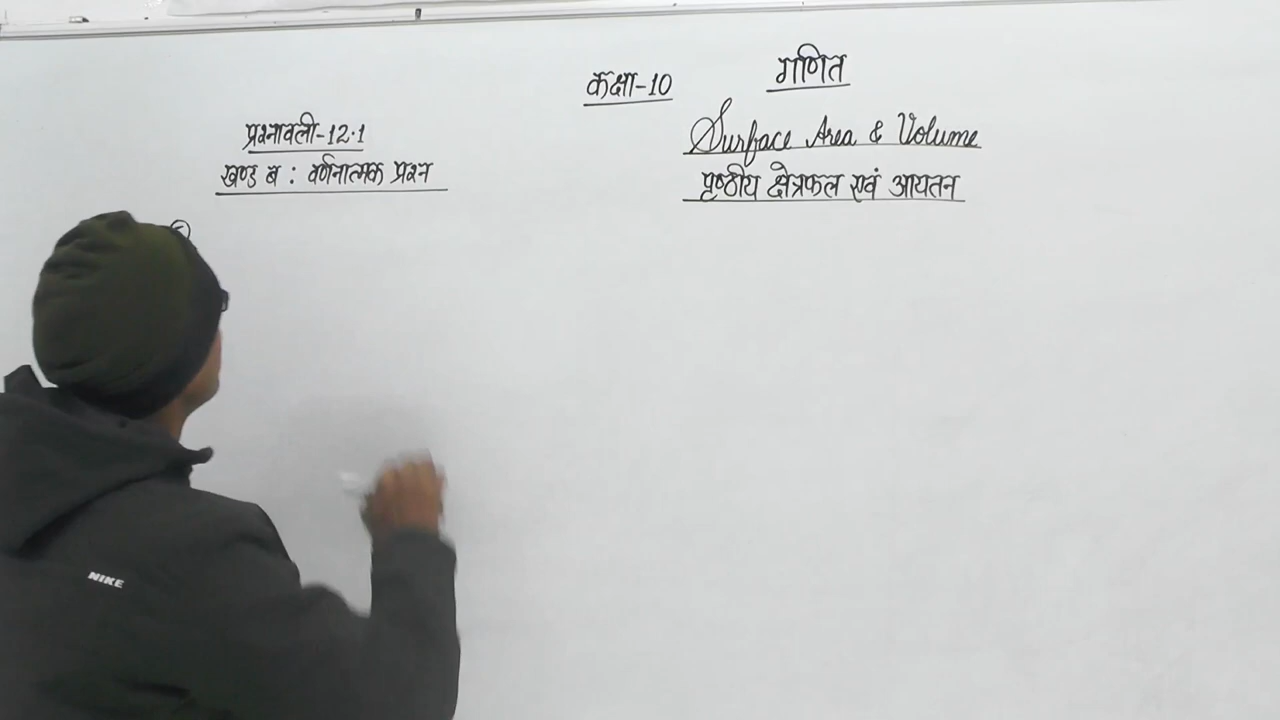 कक्षा-10
गणित
Surface Area & Volume
पृष्ठीय क्षेत्रफल एवं आयतन
प्रश्नावली-12.1
खण्ड ब : वर्णनात्मक प्रश्न
NIKE